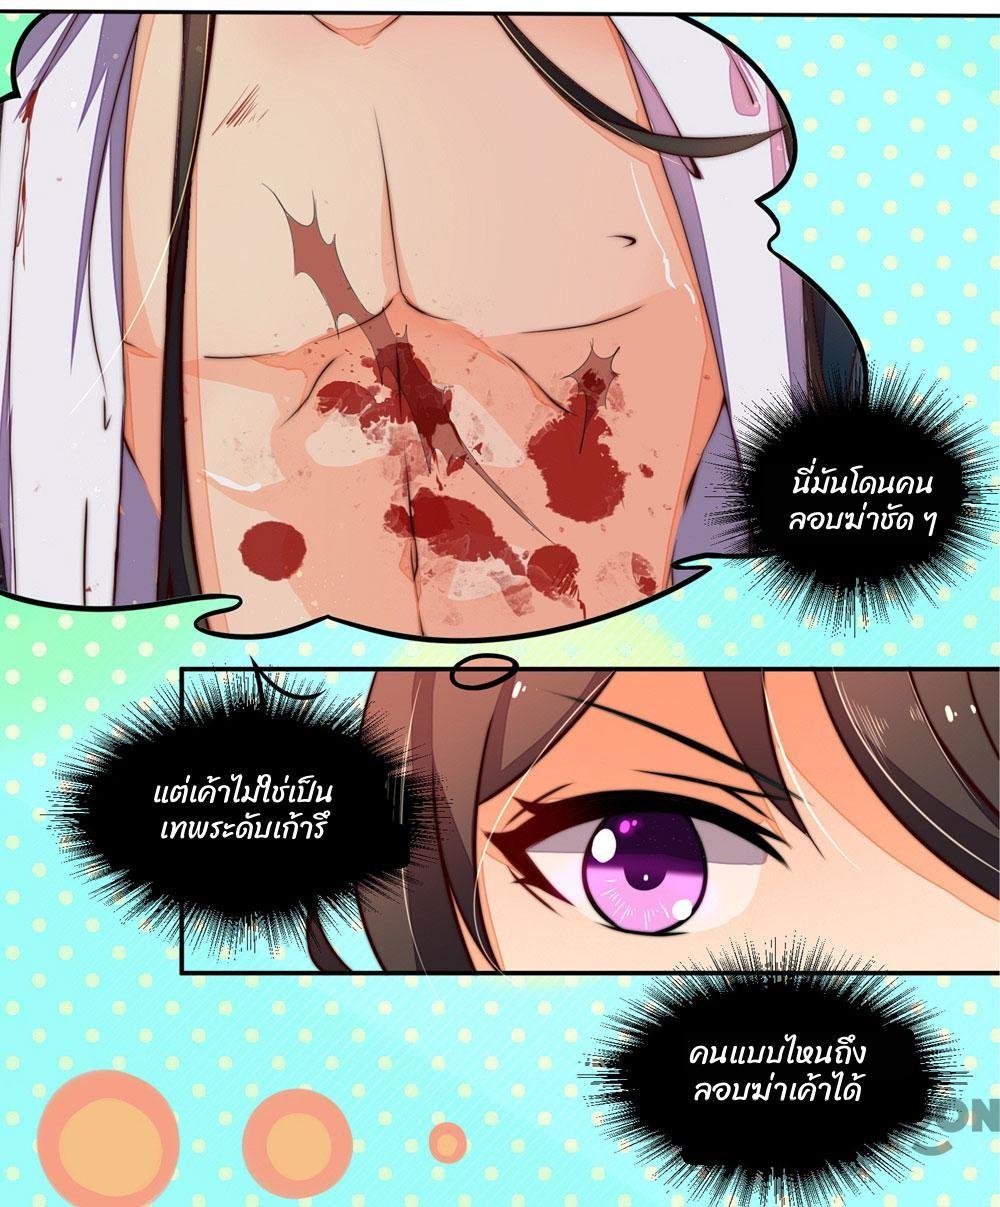 นี่มันโดนคน
ลอบฆ่าชัด ๆ
แต่เค้าไม่ใช่เป็น
เทพระดับเก้ารึ
คนแบบไหนถึง
ลอบฆ่าเค้าได้